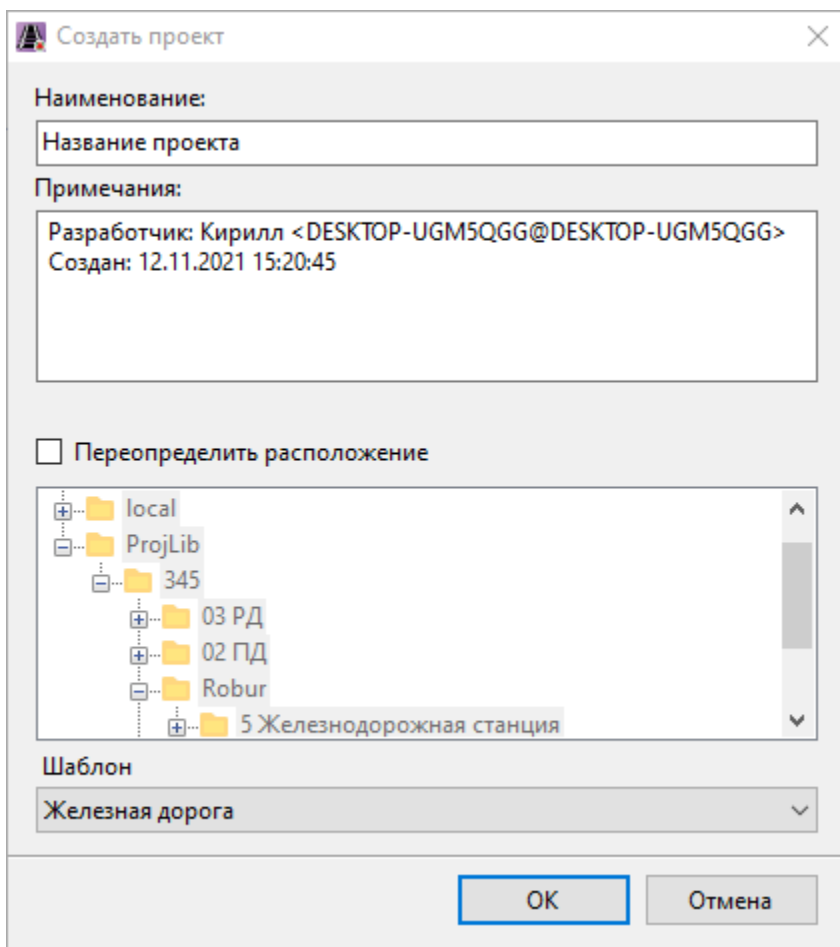 Создать проект
Наименование:
Название проекта
Примечания:
Разработчик: Кирилл <DESKTOP-UGM5QGG@DESKTOP-UGM5QGG>
Создан: 12.11.2021 15:20:45
Переопределить расположение
local
ProjLib
345
03 РД
02 ПД
Robur
5 Железнодорожная станция
Шаблон
Железная дорога
ОК
Отмена